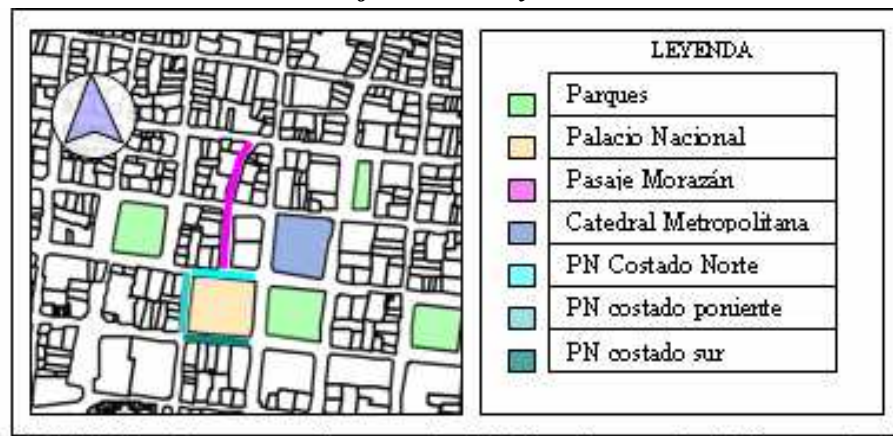 LEYENDA
Parques
Palacio Nacional
Pasaje Morazán
Catedral Metropolitana
PN Costado Norte
PN costado poniente
PN costado sur